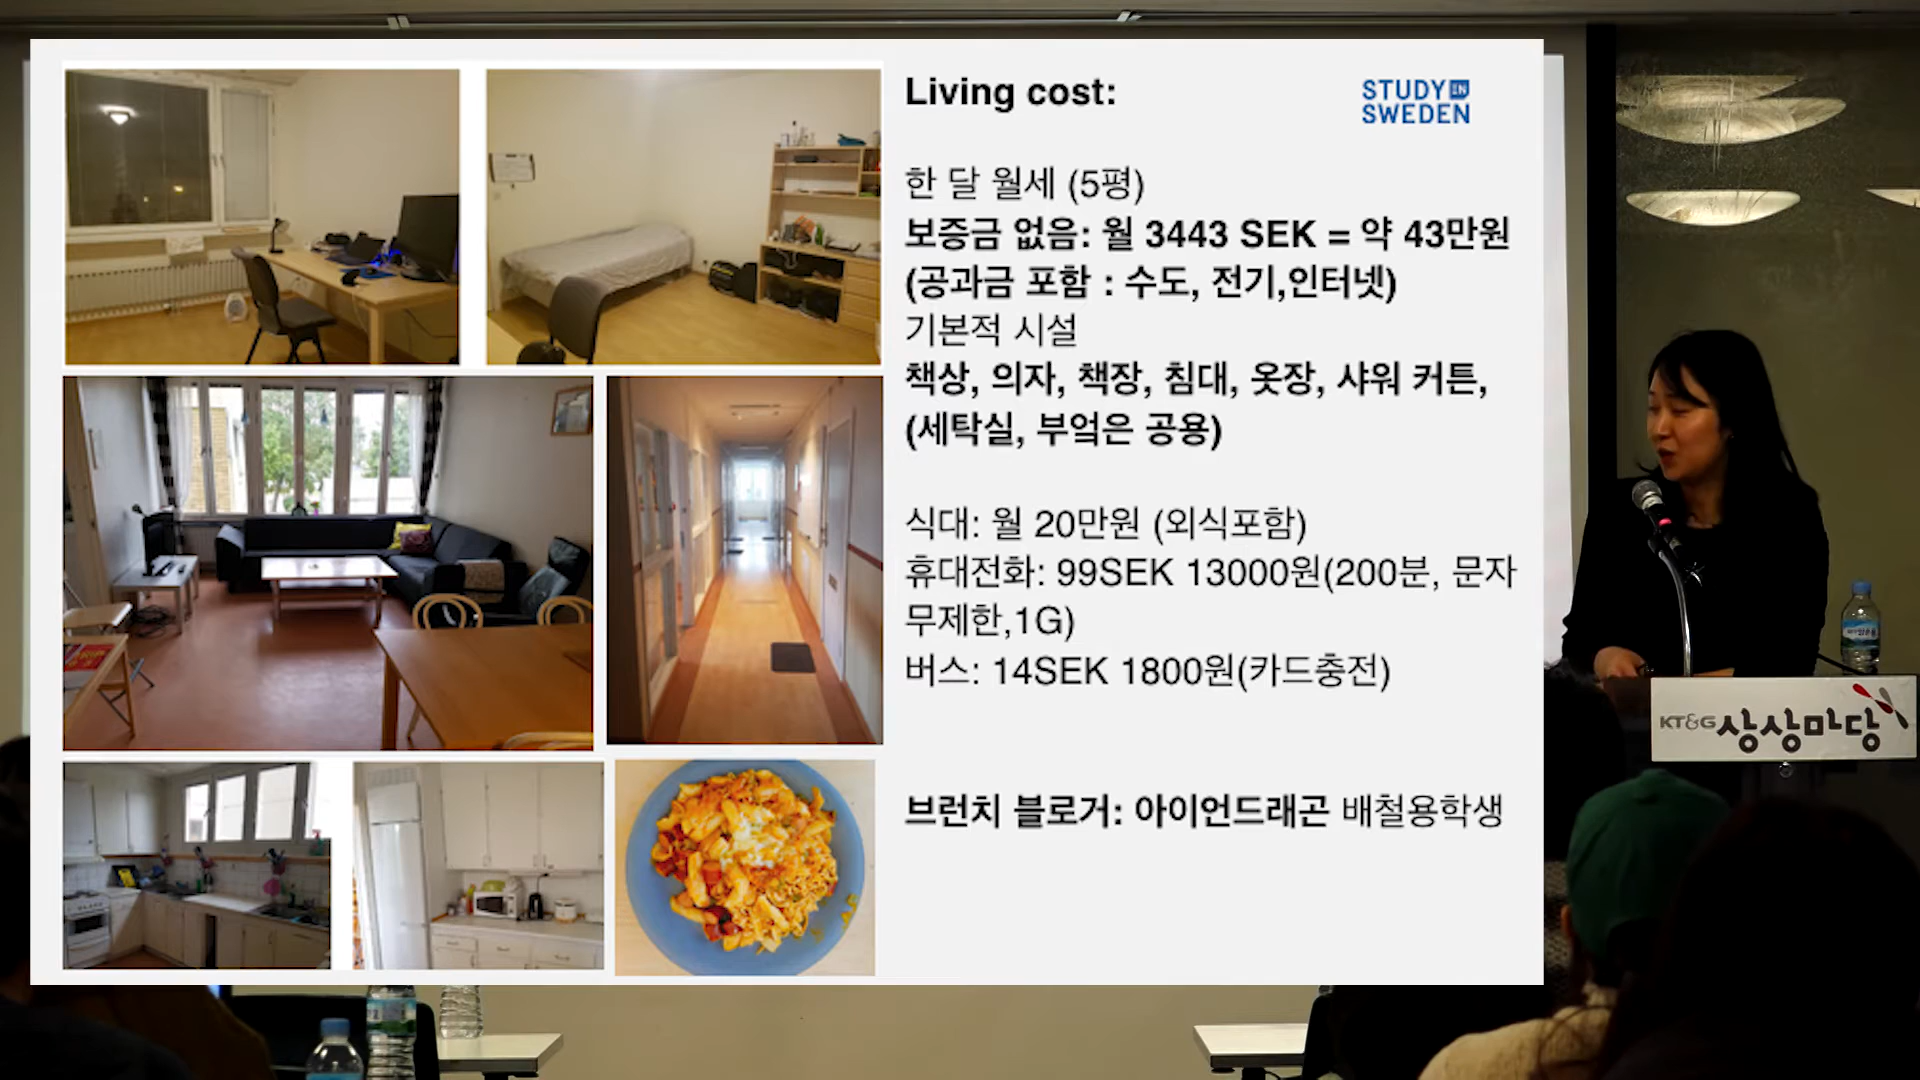 Living cost:
STUDY IN
SWEDEN
한 달 월세 (5평)
보증금 없음: 월 3443 SEK = 약 43만원
(공과금 포함 : 수도, 전기,인터넷)
기본적 시설
책상, 의자, 책장, 침대, 옷장, 샤워 커튼,
(세탁실, 부엌은 공용)
식대: 월 20만원 (외식포함)
휴대전화: 99SEK 13000원(200분, 문자
무제한,1G)
버스: 14SEK 1800원(카드충전)
브런치 블로거: 아이언드래곤 배철용학생
KT&G 상상마당